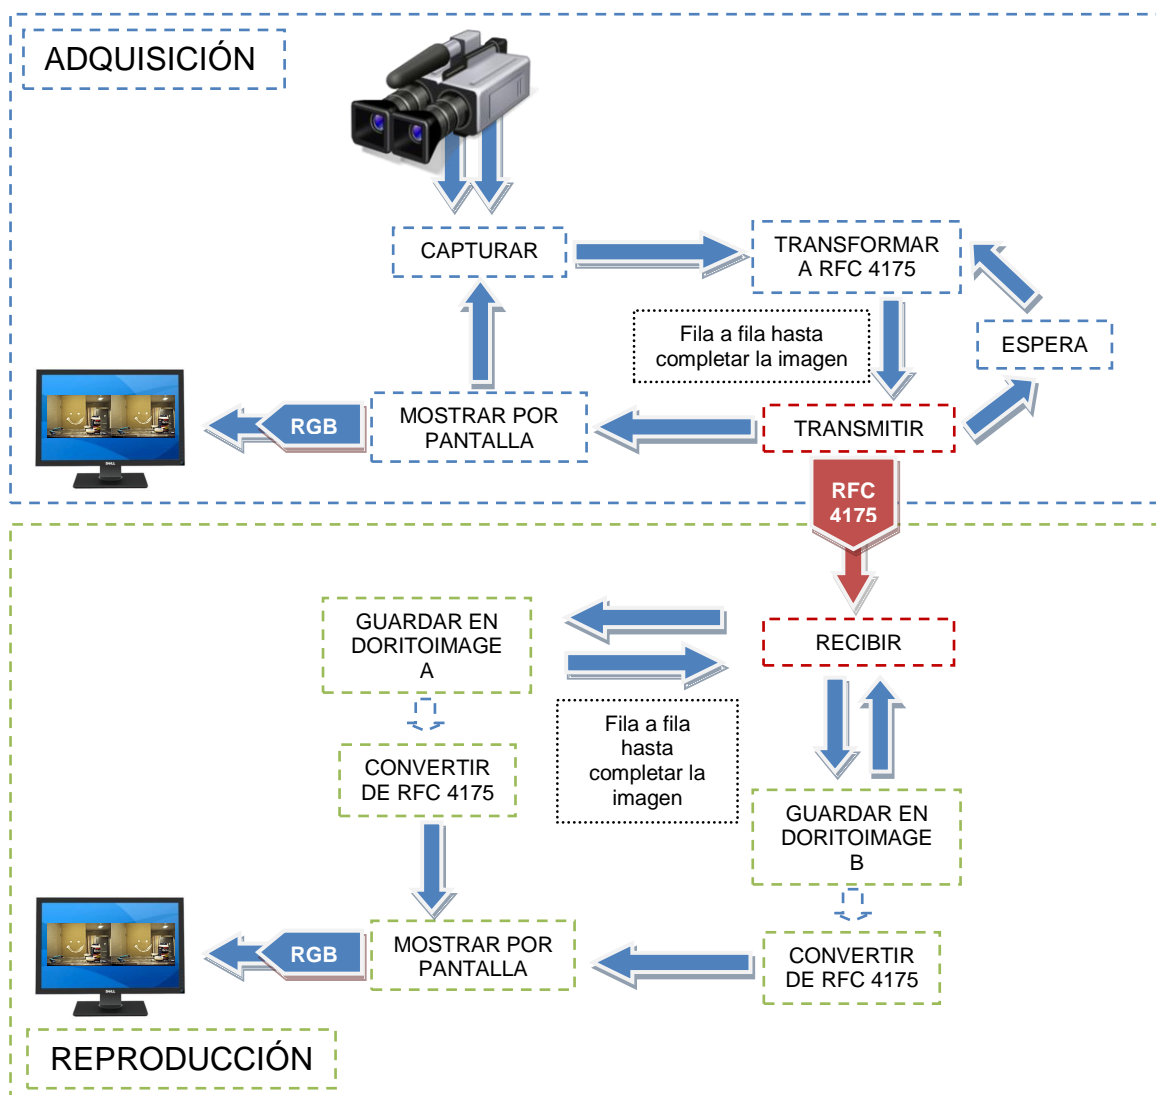 ADQUISICIÓN
CAPTURAR
TRANSFORMAR
A RFC 4175
Fila a fila hasta
completar la imagen
ESPERA
RGB
MOSTRAR POR
PANTALLA
TRANSMITIR
RFC
4175
GUARDAR EN
DORITOIMAGE
A
RECIBIR
Fila a fila
hasta
completar la
imagen
CONVERTIR
DE RFC 4175
GUARDAR EN
DORITOIMAGE
B
RGB
MOSTRAR POR
PANTALLA
CONVERTIR
DE RFC 4175
REPRODUCCIÓN